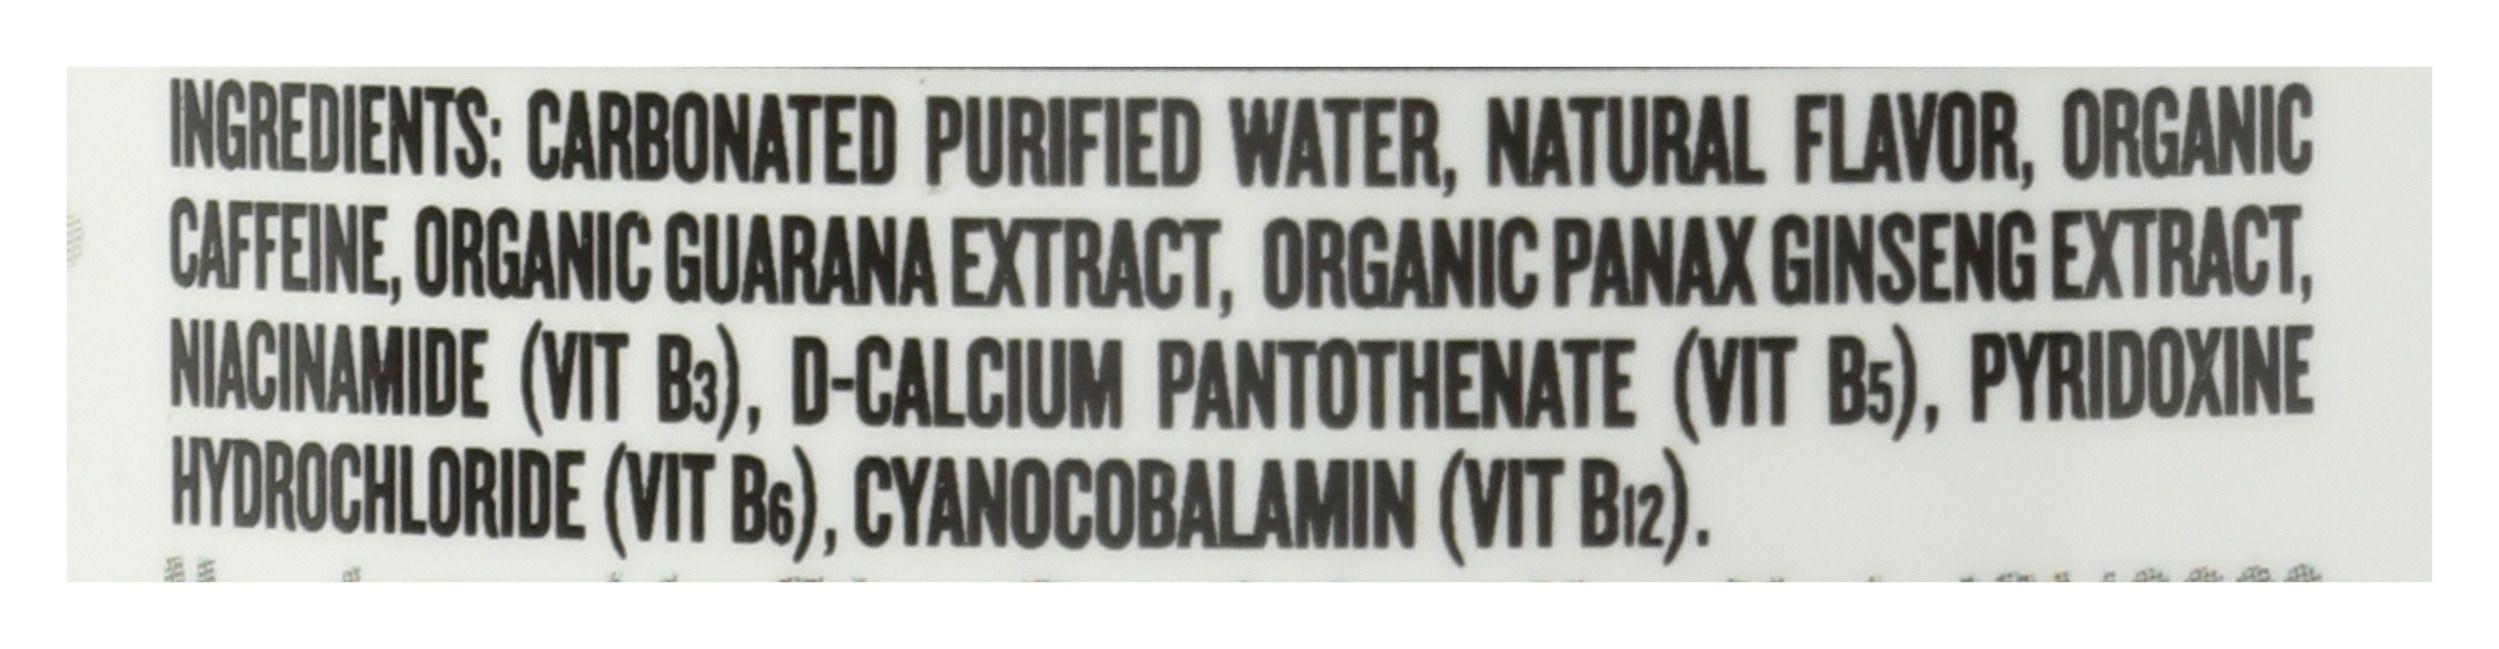 INGREDIENTS: CARBONATED PURIFIED WATER, NATURAL FLAVOR, ORGANIC
CAFFEINE, ORGANIC GUARANA EXTRACT, ORGANIC PANAX GINSENG EXTRACT,
NIACINAMIDE (VIT B3), D-CALCIUM PANTOTHENATE (VIT B5), PYRIDOXINE
HYDROCHLORIDE (VIT B6), CYANOCOBALAMIN (VIT B12).